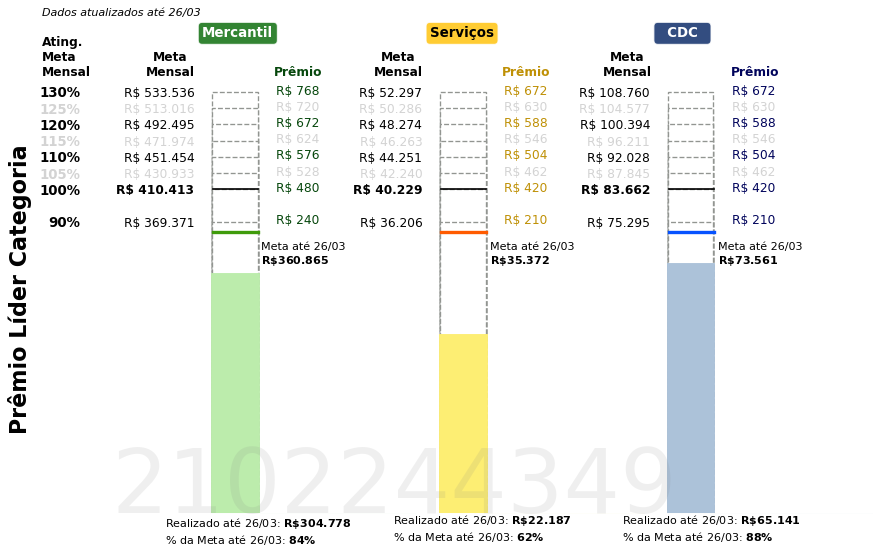 Dados atualizados até 26/03
Mercantil Serviços CDC
Ating. Meta Mensal Meta Mensal Prêmio Meta Mensal Prêmio Meta Mensal Prêmio
130% R$ 533.536 R$ 768 R$ 52.297 R$ 672 R$ 108.760 R$ 672
125% R$ 513.016 R$ 720 R$ 50.286 R$ 630 R$ 104.577 R$ 630
120% R$ 492.495 R$ 672 R$ 48.274 R$ 588 R$ 100.394 R$ 588
115% R$ 471.974 R$ 624 R$ 46.263 R$ 546 R$ 96.211 R$ 546
110% R$ 451.454 R$ 576 R$ 44.251 R$ 504 R$ 92.028 R$ 504
105% R$ 430.933 R$ 528 R$ 42.240 R$ 462 R$ 87.845 R$ 462
100% R$ 410.413 R$ 480 R$ 40.229 R$ 420 R$ 83.662 R$ 420
90% R$ 369.371 R$ 240 R$ 36.206 R$ 210 R$ 75.295 R$ 210
Meta até 26/03 Meta até 26/03 Meta até 26/03
R$360.865 R$35.372 R$73.561
Prêmio Líder Categoria
2102244349
Realizado até 26/03: R$304.778 Realizado até 26/03: R$22.187 Realizado até 26/03: R$65.141
% da Meta até 26/03: 84% % da Meta até 26/03: 62% % da Meta até 26/03: 88%